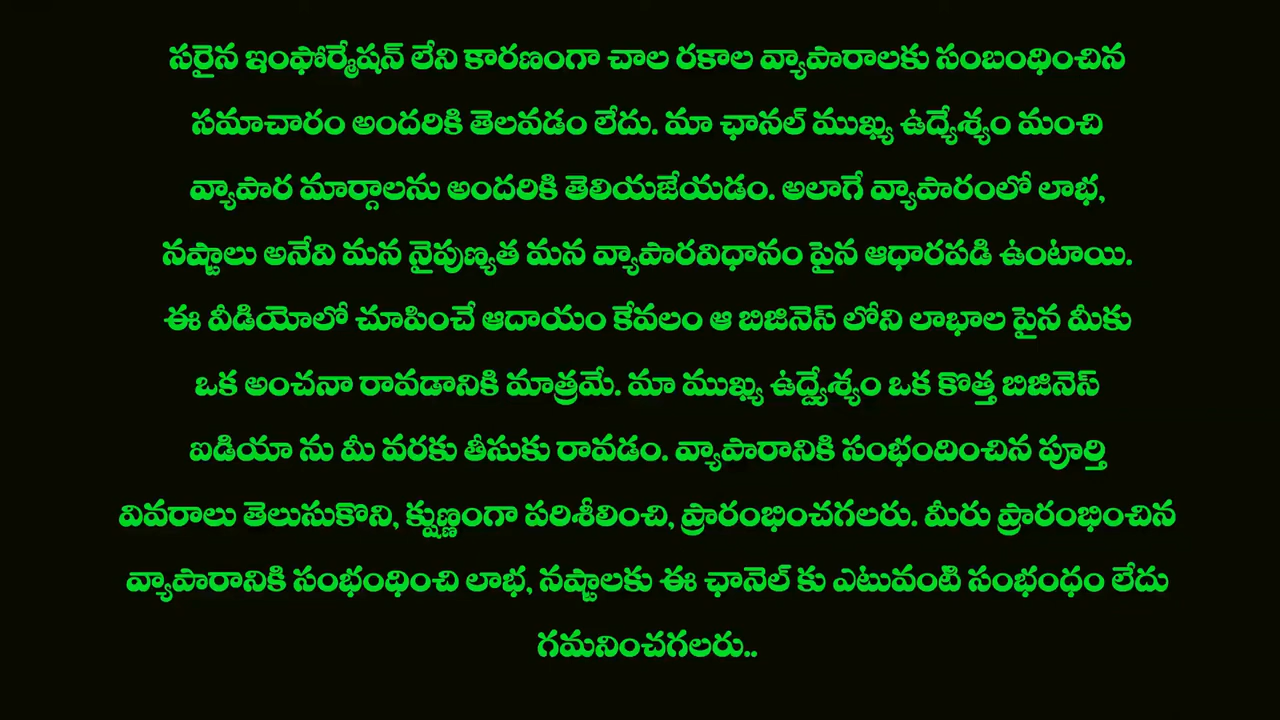 సరైన ఇంఫోర్మేషన్ లేని కారణంగా చాల రకాల వ్యాపారాలకు సంబంధించిన
సమాచారం అందరికి తెలవడం లేదు. మా ఛానల్ ముఖ్య ఉద్యేశ్యం మంచి
వ్యాపార మార్గాలను అందరికి తెలియజేయడం. అలాగే వ్యాపారంలో లాభ,
నష్టాలు అనేవి మన నైపుణ్యత మన వ్యాపారవిధానం పైన ఆధారపడి ఉంటాయి.
ఈ వీడియోలో చూపించే ఆదాయం కేవలం ఆ బిజినెస్ లోని లాభాల పైన మీకు
ఒక అంచనా రావడానికి మాత్రమే. మా ముఖ్య ఉద్ద్యేశ్యం ఒక కొత్త బిజినెస్
ఐడియా ను మీ వరకు తీసుకు రావడం. వ్యాపారానికి సంభందించిన పూర్తి
వివరాలు తెలుసుకొని, క్షుణ్ణంగా పరిశీలించి, ప్రారంభించగలరు. మీరు ప్రారంభించిన
వ్యాపారానికి సంభంధించి లాభ, నష్టాలకు ఈ ఛానెల్ కు ఎటువంటి సంభంధం లేదు
గమనించగలరు..